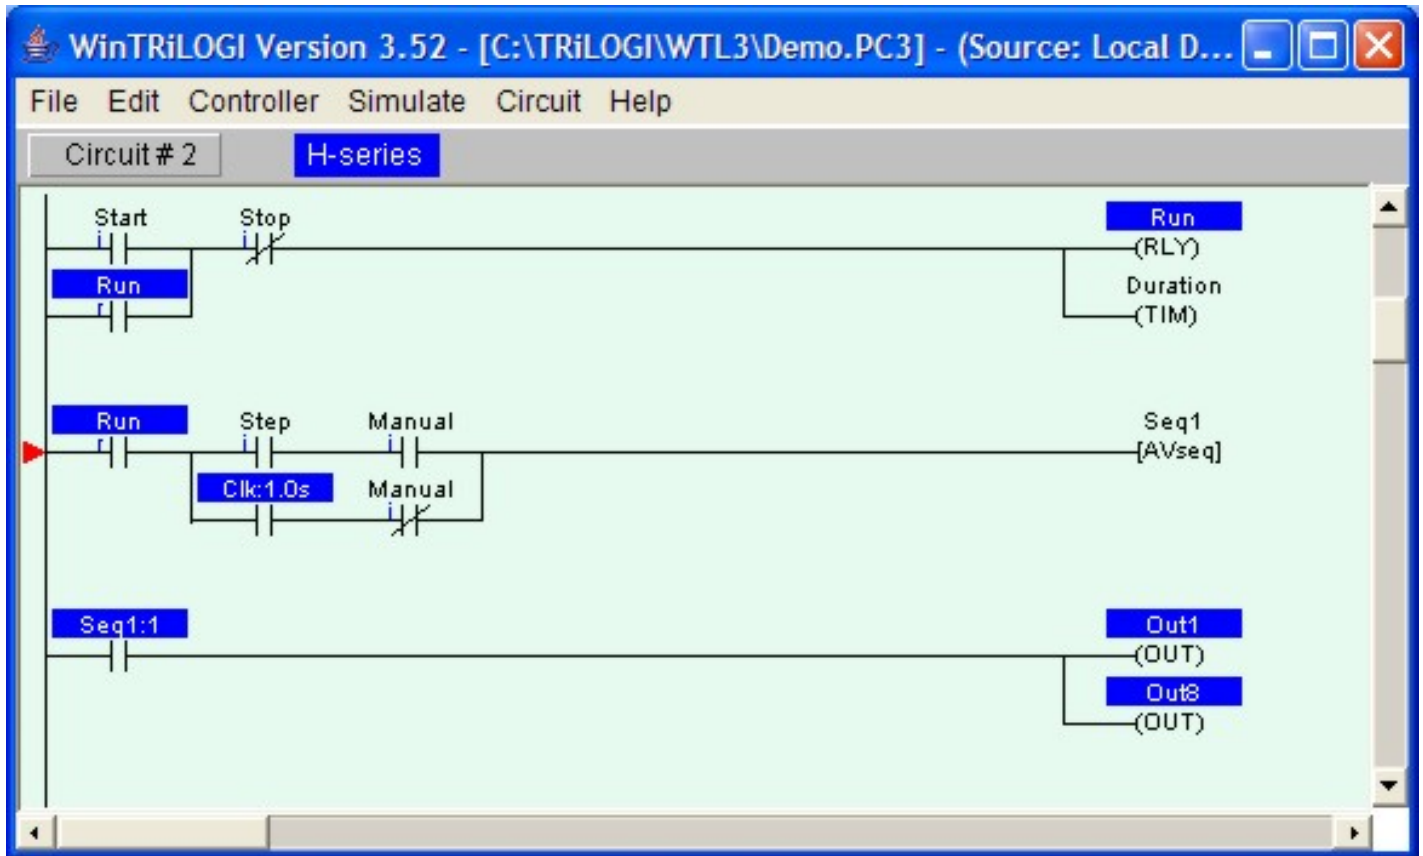 WinTRiLOGI Version 3.52 - [C:\TRiLOGI\WTL3\Demo.PC3] - (Source: Local D...
File Edit Controller Simulate Circuit Help
Circuit # 2 H-series
Start Stop Run
i i (RLY)
Run Duration
r (TIM)
Run Step Manual Seq1
r i i [AVseq]
Clk:1.0s Manual
i
Seq1:1 Out1
(OUT)
Out8
(OUT)